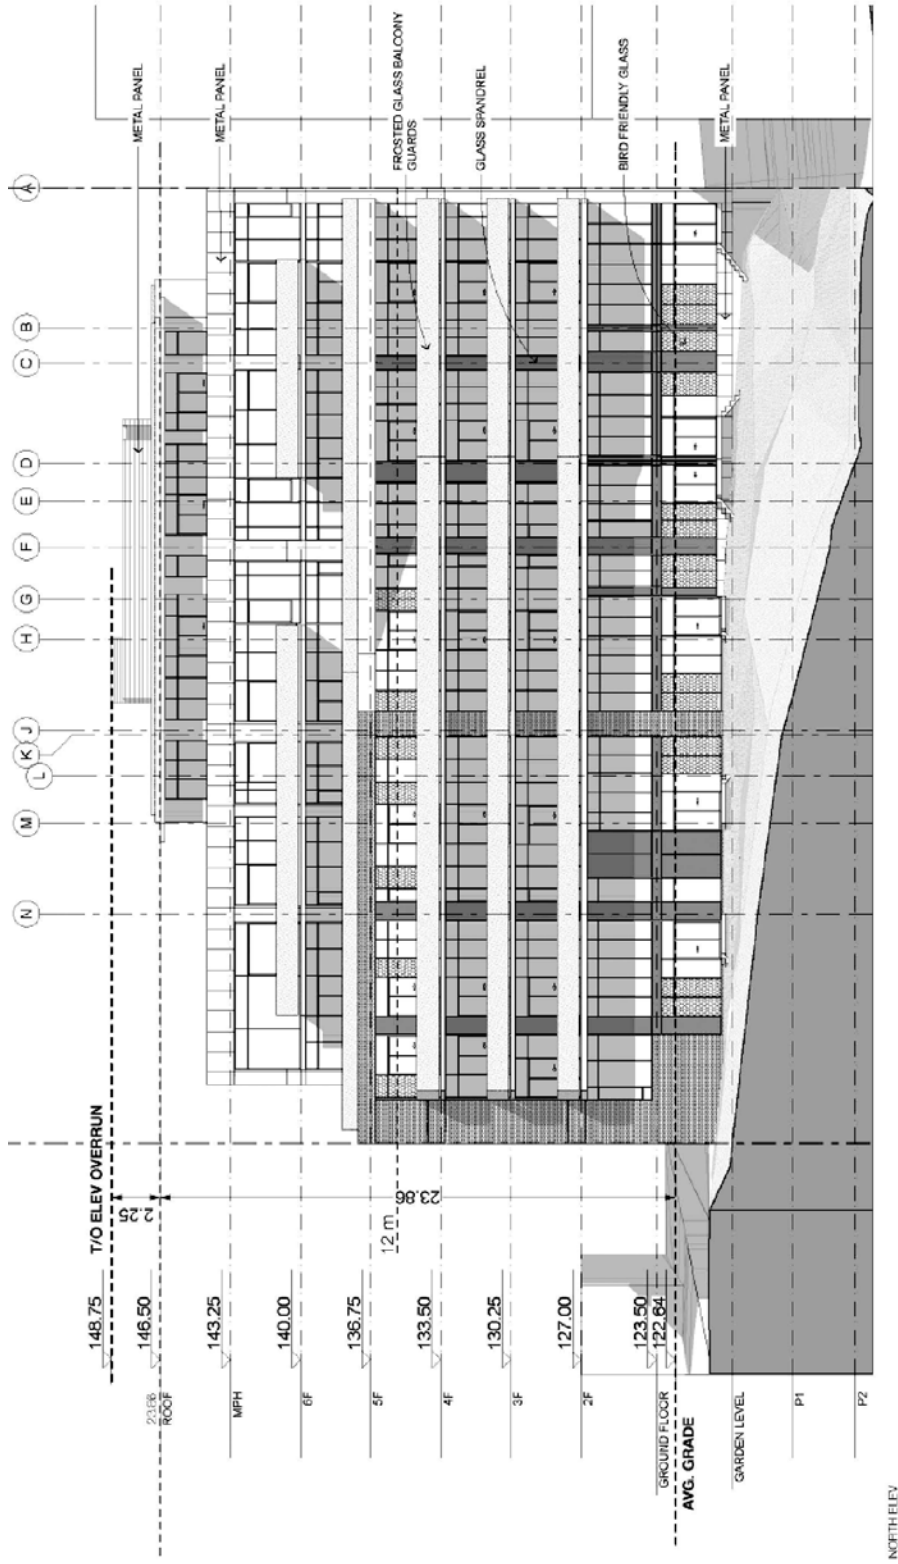 T/O ELEV OVERRUN
148.75
146.50
143.25
140.00
136.75
133.50
130.25
127.00
123.50
122.64
23.86
ROOF
MPH
6F
5F
4F
3F
2F
GROUND FLOOR
AVG. GRADE
GARDEN LEVEL
P1
P2
2.25
23.86
12 m
N
M
L
K
J
H
G
F
E
D
C
B
A
METAL PANEL
METAL PANEL
FROSTED GLASS BALCONY
GUARDS
GLASS SPANDREL
BIRD FRIENDLY GLASS
METAL PANEL
NORTH ELEV